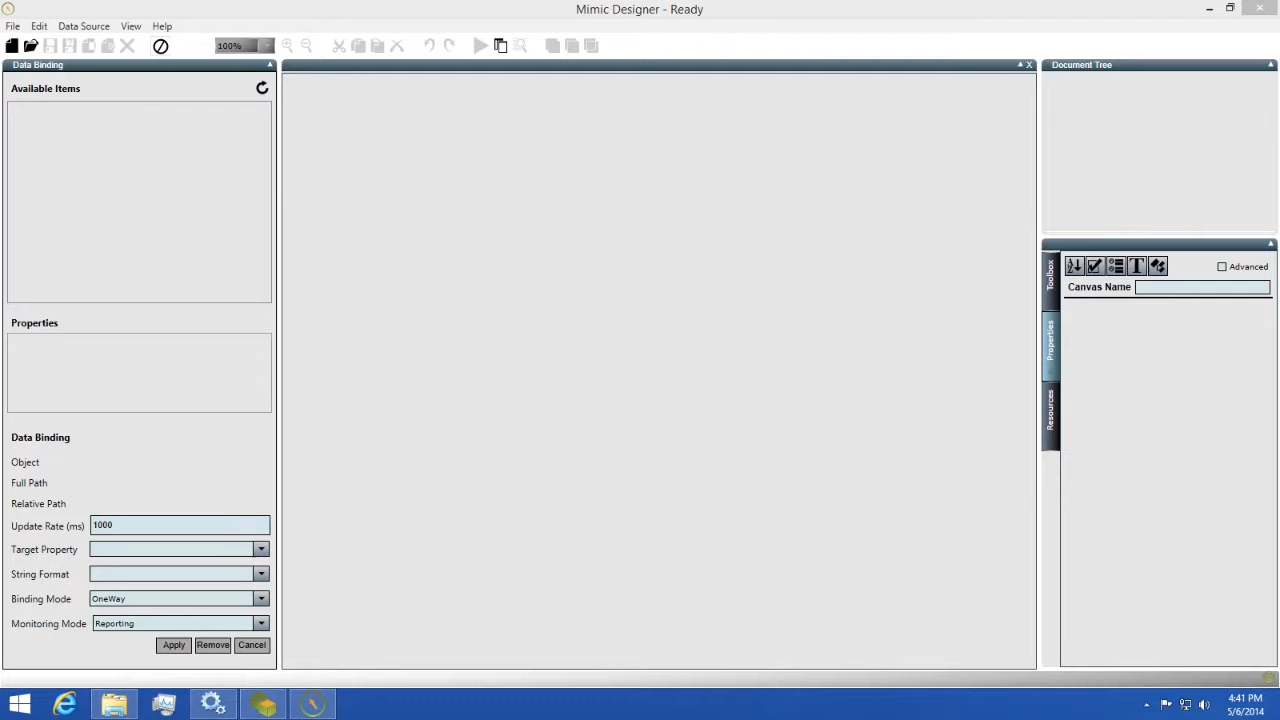 Mimic Designer - Ready
File Edit Data Source View Help
100%
Data Binding
X
Document Tree
Available Items
Advanced
Canvas Name
Toolbox
Properties
Resources
Properties
Data Binding
Object
Full Path
Relative Path
Update Rate (ms) 1000
Target Property
String Format
Binding Mode OneWay
Monitoring Mode Reporting
Apply Remove Cancel
4:41 PM
5/6/2014